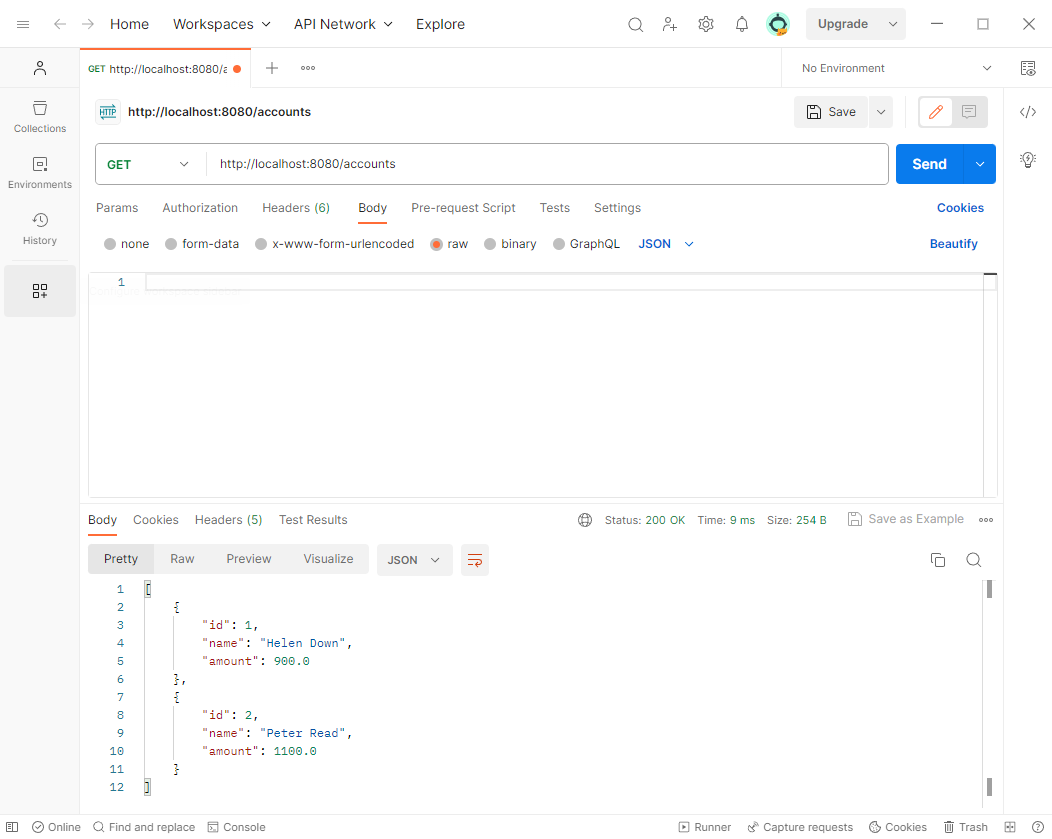 Home Workspaces API Network Explore Upgrade
GET http://localhost:8080/a No Environment
HTTP http://localhost:8080/accounts Save
Collections
GET http://localhost:8080/accounts Send
Environments
Params Authorization Headers (6) Body Pre-request Script Tests Settings Cookies
History
none form-data x-www-form-urlencoded raw binary GraphQL JSON Beautify
1
Body Cookies Headers (5) Test Results Status: 200 OK Time: 9 ms Size: 254 B Save as Example
Pretty Raw Preview Visualize JSON
1 [
2 {
3 "id": 1,
4 "name": "Helen Down",
5 "amount": 900.0
6 },
7 {
8 "id": 2,
9 "name": "Peter Read",
10 "amount": 1100.0
11 }
12 ]
Online Find and replace Console Runner Capture requests Cookies Trash